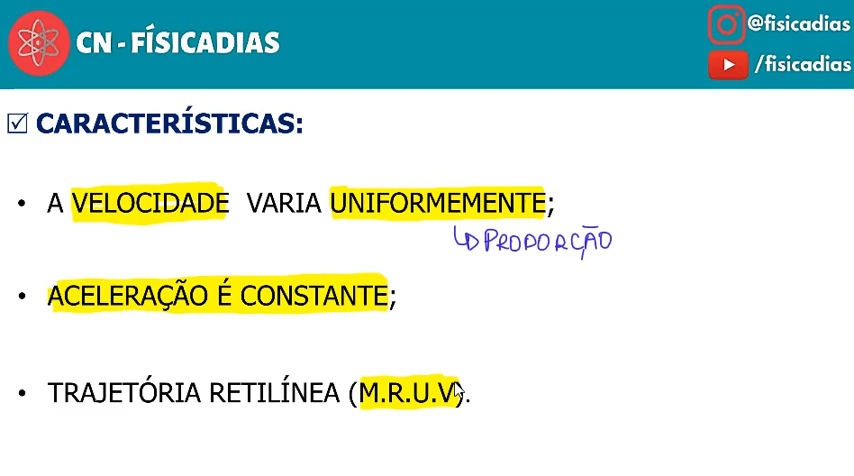 CN - FÍSICADIAS
@fisicadias
/fisicadias
CARACTERÍSTICAS:
• A VELOCIDADE VARIA UNIFORMEMENTE;
PROPORÇÃO
• ACELERAÇÃO É CONSTANTE;
• TRAJETÓRIA RETILÍNEA (M.R.U.V).